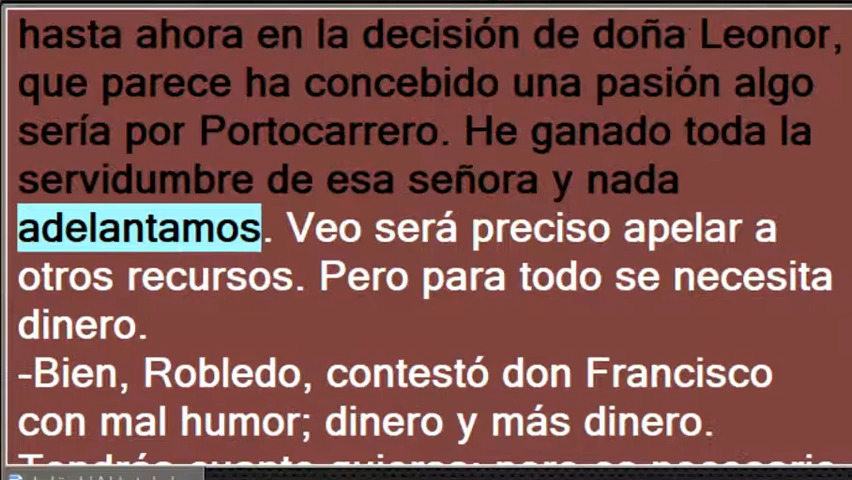 hasta ahora en la decisión de doña Leonor,
que parece ha concebido una pasión algo
sería por Portocarrero. He ganado toda la
servidumbre de esa señora y nada
adelantamos. Veo será preciso apelar a
otros recursos. Pero para todo se necesita
dinero.
-Bien, Robledo, contestó don Francisco
con mal humor; dinero y más dinero.